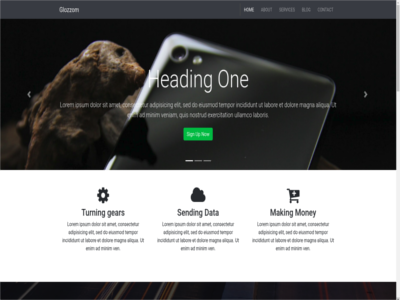 Glozzom
HOME ABOUT SERVICES BLOG CONTACT
Heading One
Lorem ipsum dolor sit amet, consectetur adipisicing elit, sed do eiusmod tempor incididunt ut labore et dolore magna aliqua. Ut
enim ad minim veniam, quis nostrud exercitation ullamco laboris.
Sign Up Now
Turning gears
Lorem ipsum dolor sit amet, consectetur
adipisicing elit, sed do eiusmod tempor
incididunt ut labore et dolore magna aliqua. Ut
enim ad minim ven
Sending Data
Lorem ipsum dolor sit amet, consectetur
adipisicing elit, sed do eiusmod tempor
incididunt ut labore et dolore magna aliqua. Ut
enim ad minim ven
Making Money
Lorem ipsum dolor sit amet, consectetur
adipisicing elit, sed do eiusmod tempor
incididunt ut labore et dolore magna aliqua. Ut
enim ad minim ven